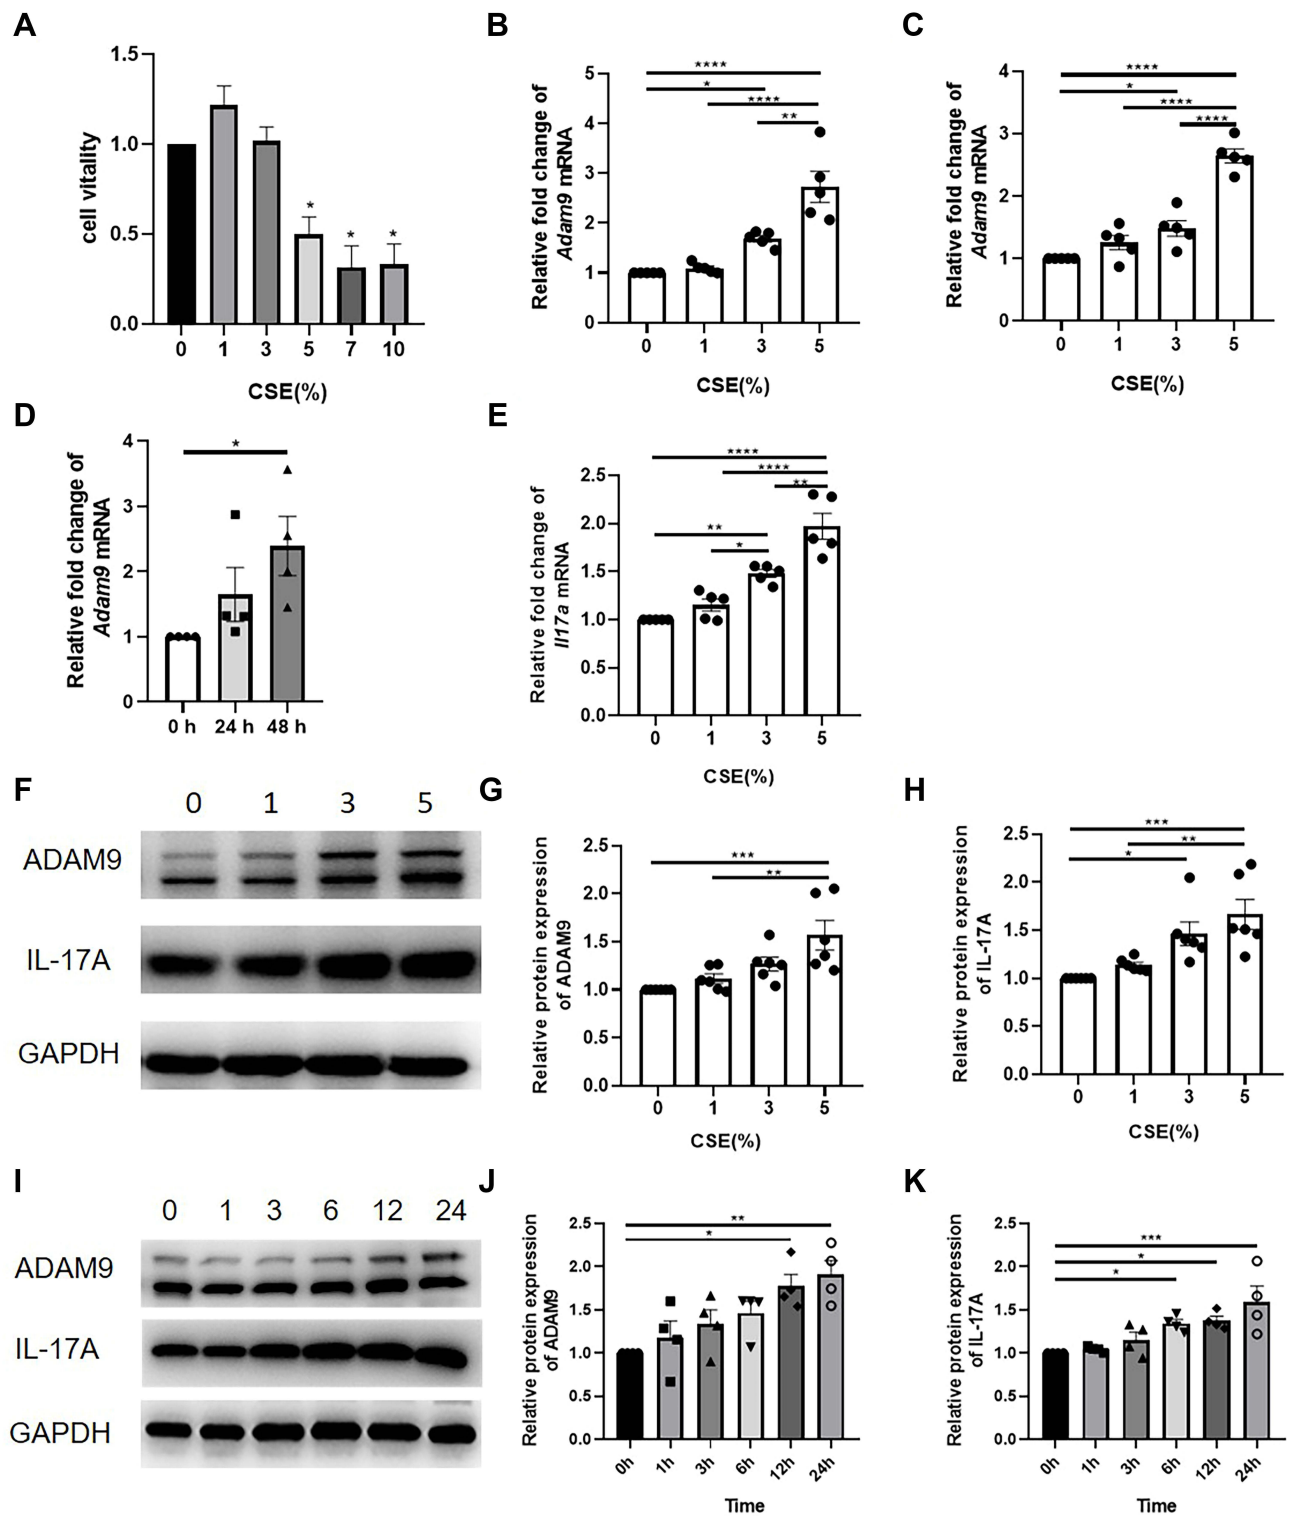 A
cell vitality
1.5
1.0
0.5
0.0
* * *
0 1 3 5 7 10
CSE(%)
B
Relative fold change of
Adam9 mRNA
5
4
3
2
1
0
****
*
****
**
0 1 3 5
CSE(%)
C
Relative fold change of
Adam9 mRNA
4
3
2
1
0
****
*
****
****
0 1 3 5
CSE(%)
D
Relative fold change of
Adam9 mRNA
4
3
2
1
0
*
0 h 24 h 48 h
E
Relative fold change of
Il17a mRNA
2.5
2.0
1.5
1.0
0.5
0.0
****
****
**
**
*
0 1 3 5
CSE(%)
F
0 1 3 5
ADAM9
IL-17A
GAPDH
G
Relative protein expression
of ADAM9
2.5
2.0
1.5
1.0
0.5
0.0
***
**
0 1 3 5
CSE(%)
H
Relative protein expression
of IL-17A
2.5
2.0
1.5
1.0
0.5
0.0
***
**
*
0 1 3 5
CSE(%)
I
0 1 3 6 12 24
ADAM9
IL-17A
GAPDH
J
Relative protein expression
of ADAM9
2.5
2.0
1.5
1.0
0.5
0.0
**
*
0h 1h 3h 6h 12h 24h
Time
K
Relative protein expression
of IL-17A
2.5
2.0
1.5
1.0
0.5
0.0
***
*
*
0h 1h 3h 6h 12h 24h
Time